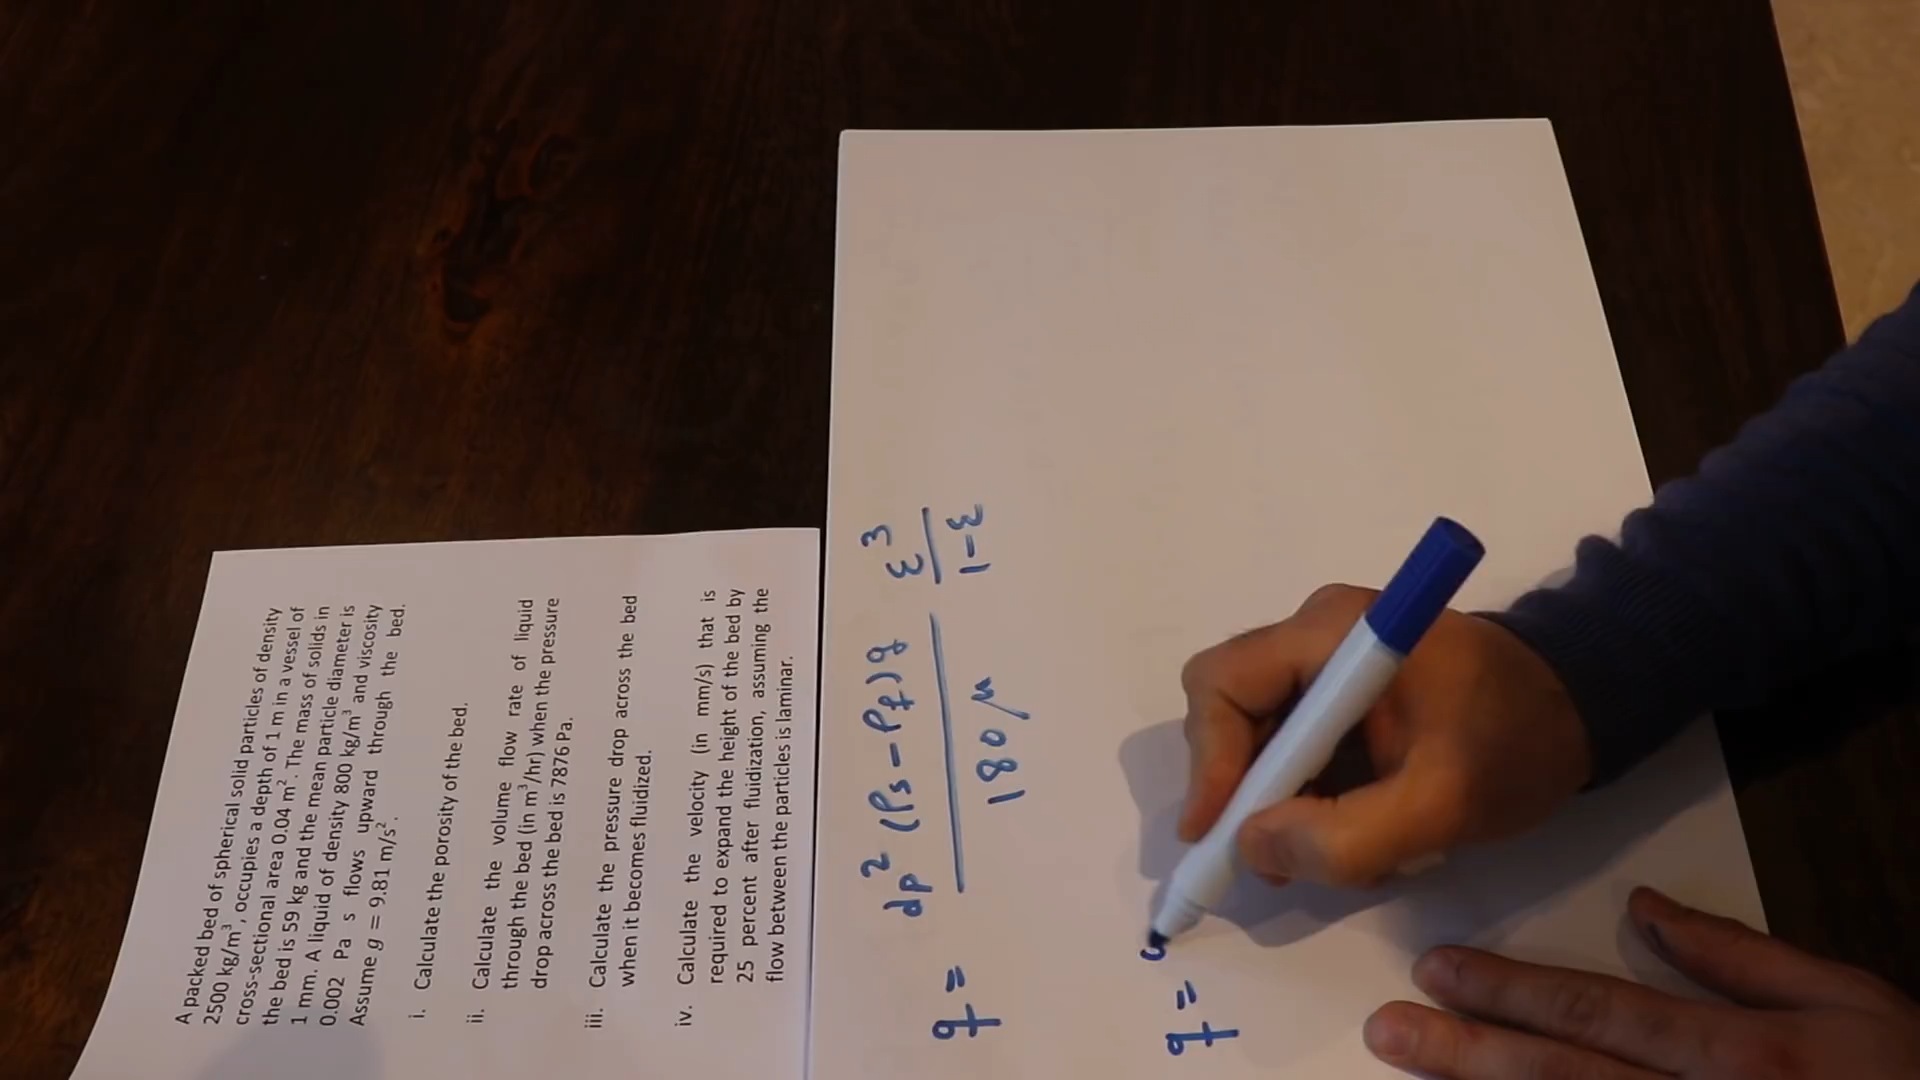 A packed bed of spherical solid particles of density
2500 kg/m³, occupies a depth of 1 m in a vessel of
cross-sectional area 0.04 m². The mass of solids in
the bed is 59 kg and the mean particle diameter is
1 mm. A liquid of density 800 kg/m³ and viscosity
0.002 Pa s flows upward through the bed.
Assume g = 9.81 m/s².
i. Calculate the porosity of the bed.
ii. Calculate the volume flow rate of liquid
through the bed (in m³/hr) when the pressure
drop across the bed is 7876 Pa.
iii. Calculate the pressure drop across the bed
when it becomes fluidized.
iv. Calculate the velocity (in mm/s) that is
required to expand the height of the bed by
25 percent after fluidization, assuming the
flow between the particles is laminar.
q = dp² (ρs − ρf) g / 180 μ ε³ / 1−ε
q = 0